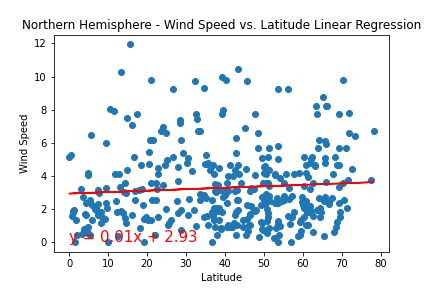 Northern Hemisphere - Wind Speed vs. Latitude Linear Regression
12
10
8
6
4
2
0
Wind Speed
y = 0.01x + 2.93
0 10 20 30 40 50 60 70 80
Latitude